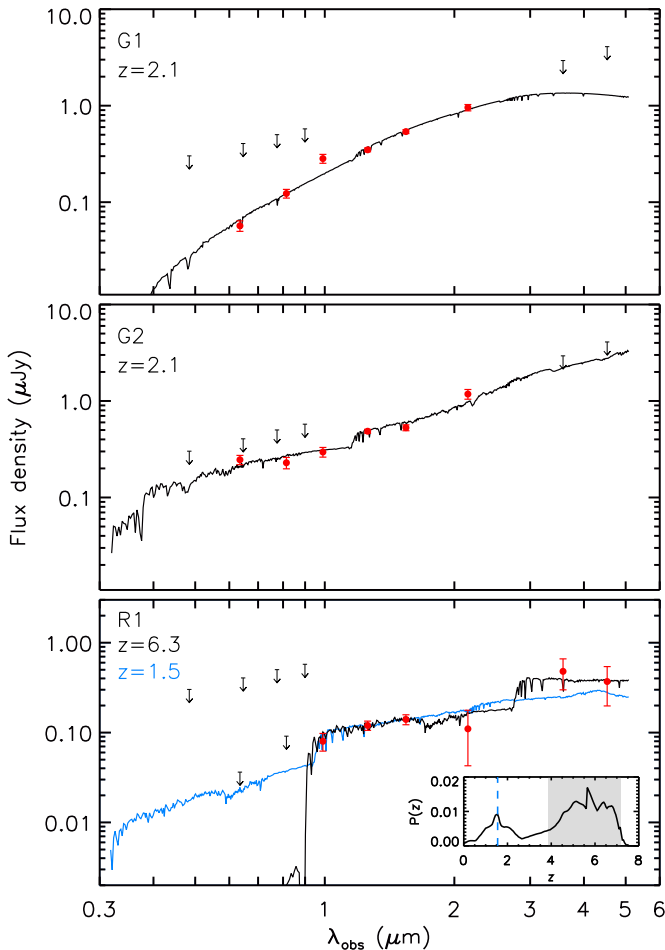 10.0
1.0
0.1
G1
z=2.1
10.0
1.0
0.1
G2
z=2.1
Flux density (μJy)
1.00
0.10
0.01
R1
z=6.3
z=1.5
0.02
0.01
0.00
P(z)
0 2 4 6 8
z
0.3 1 2 3 4 5 6
λobs (μm)